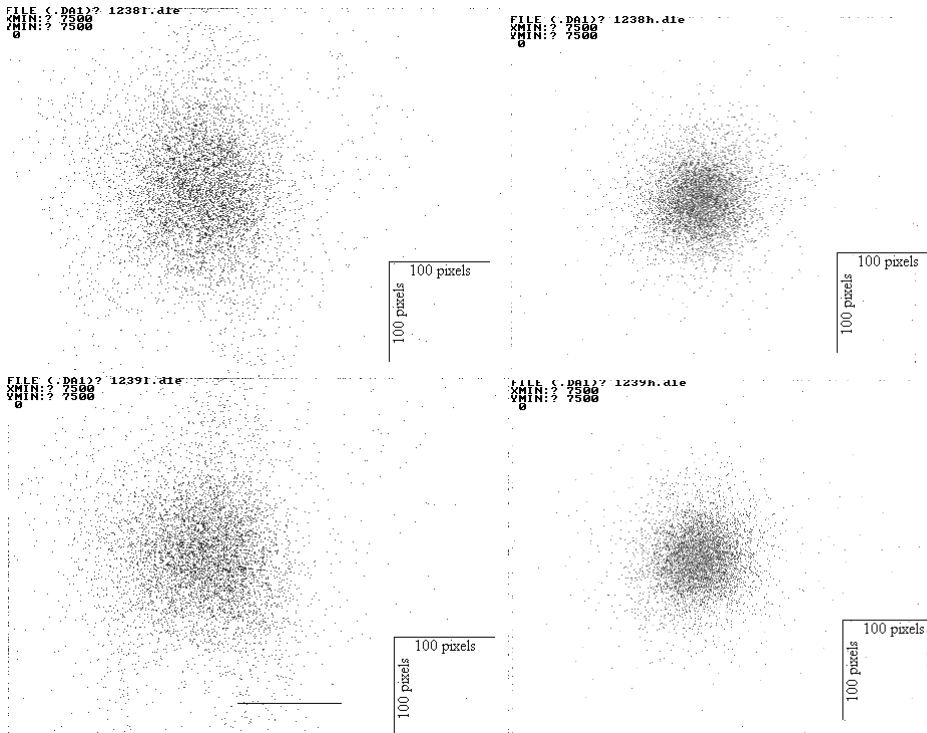 FILE (.DA1)? 1238l.d1e
XMIN:? 7500
YMIN:? 7500
0
100 pixels
100 pixels
FILE (.DA1)? 1238h.d1e
XMIN:? 7500
YMIN:? 7500
0
100 pixels
100 pixels
FILE (.DA1)? 1239l.d1e
XMIN:? 7500
YMIN:? 7500
0
100 pixels
100 pixels
FILE (.DA1)? 1239h.d1e
XMIN:? 7500
YMIN:? 7500
0
100 pixels
100 pixels